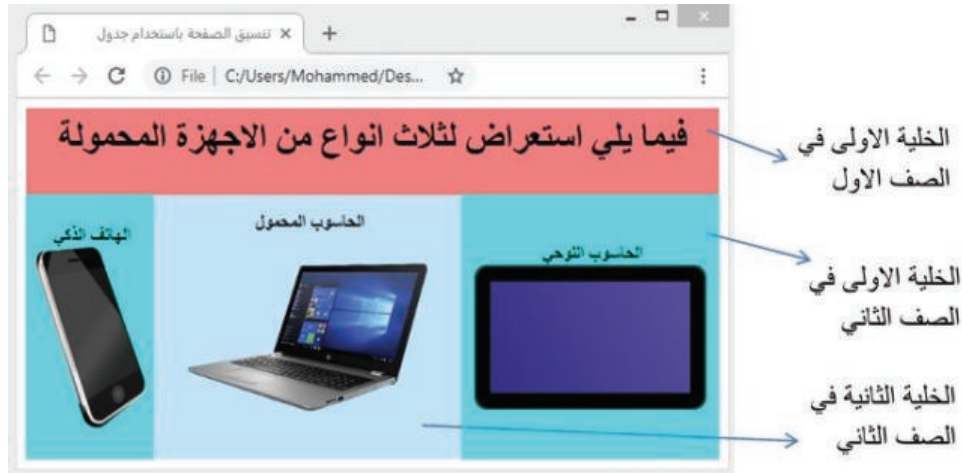 تنسيق الصفحة باستخدام جدول
File | C:/Users/Mohammed/Des...
فيما يلي استعراض لثلاث انواع من الاجهزة المحمولة
الحاسوب اللوحي
الحاسوب المحمول
الهاتف الذكي
الخلية الاولى في
الصف الاول
الخلية الاولى في
الصف الثاني
الخلية الثانية في
الصف الثاني